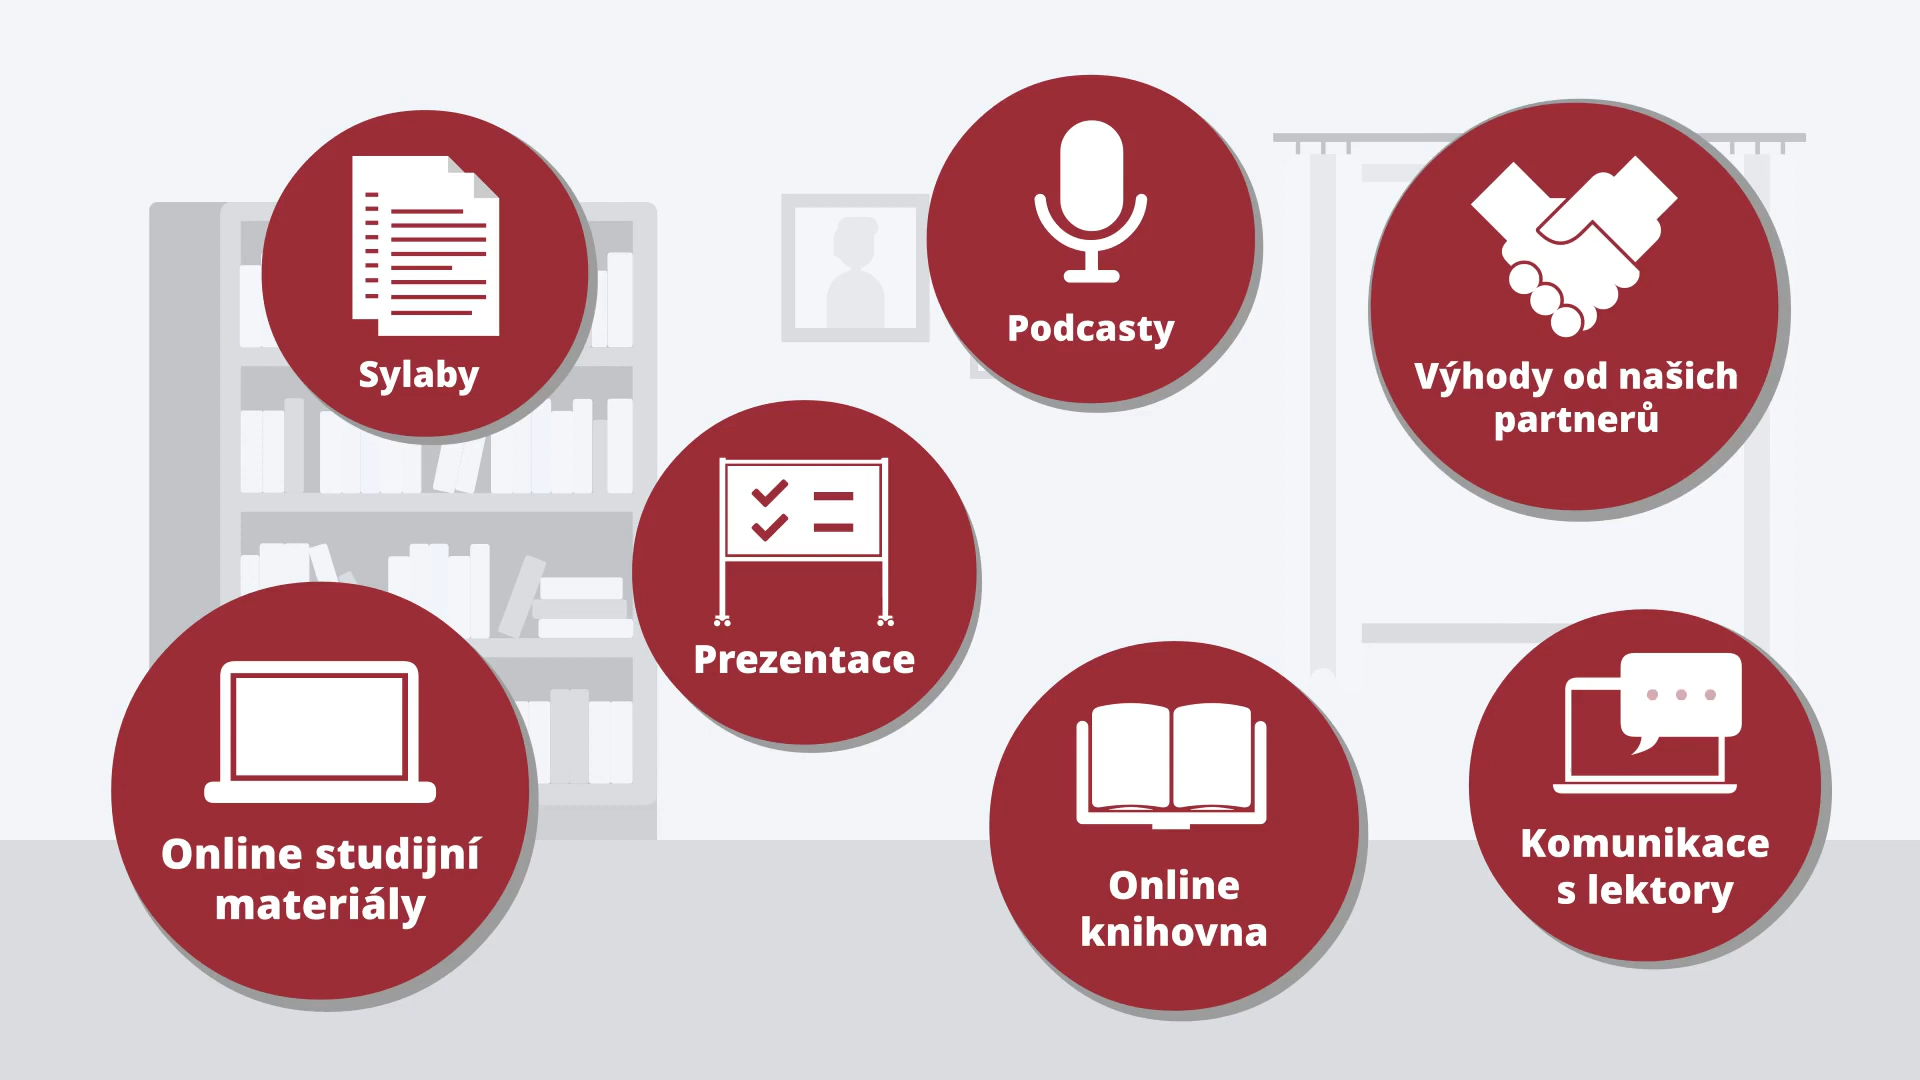 Sylaby
Podcasty
Výhody od našich
partnerů
Prezentace
Online studijní
materiály
Online
knihovna
Komunikace
s lektory